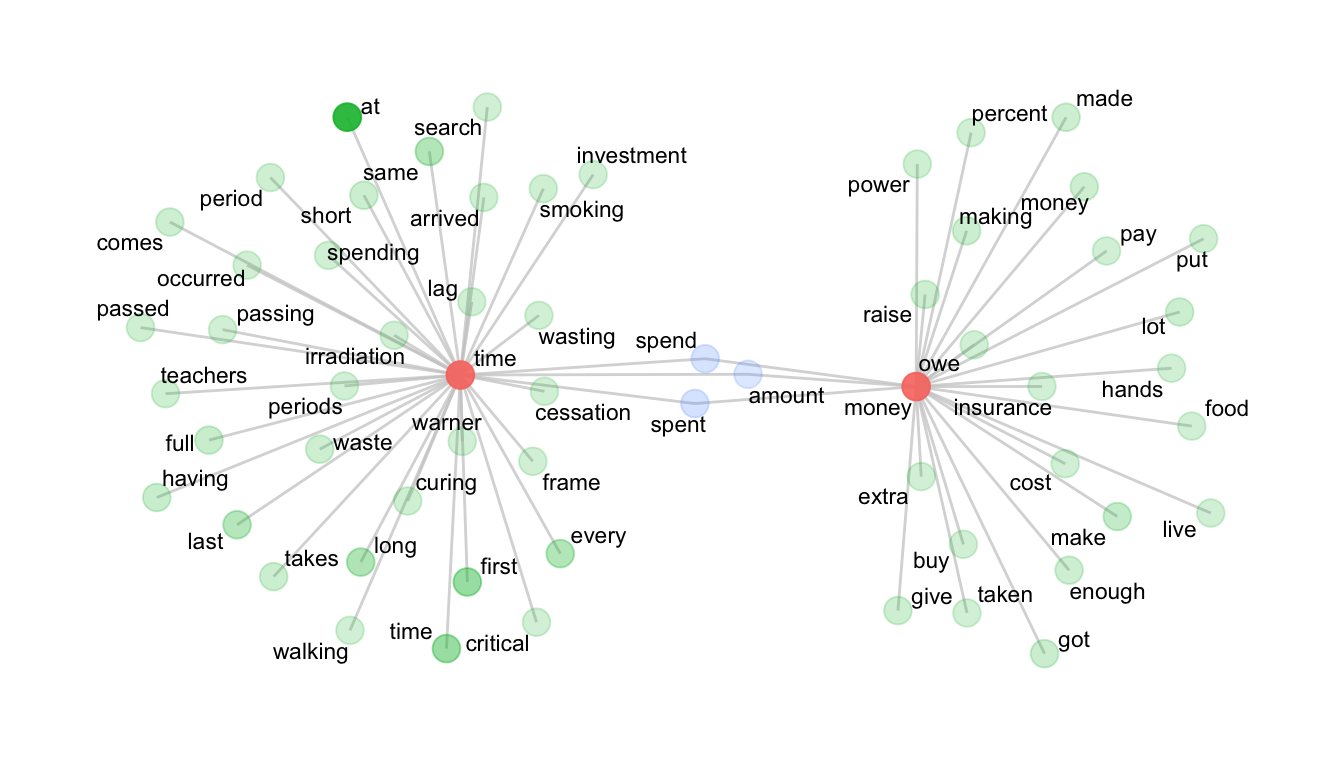 at
search
same
investment
period
short
arrived
smoking
comes
spending
occurred
lag
passed
passing
wasting
irradiation
time
spend
teachers
periods
cessation
amount
spent
warner
full
waste
having
curing
frame
last
takes
long
first
every
time
critical
walking
percent
made
power
making
money
pay
put
raise
lot
owe
hands
money
insurance
food
extra
cost
make
live
buy
give
taken
enough
got